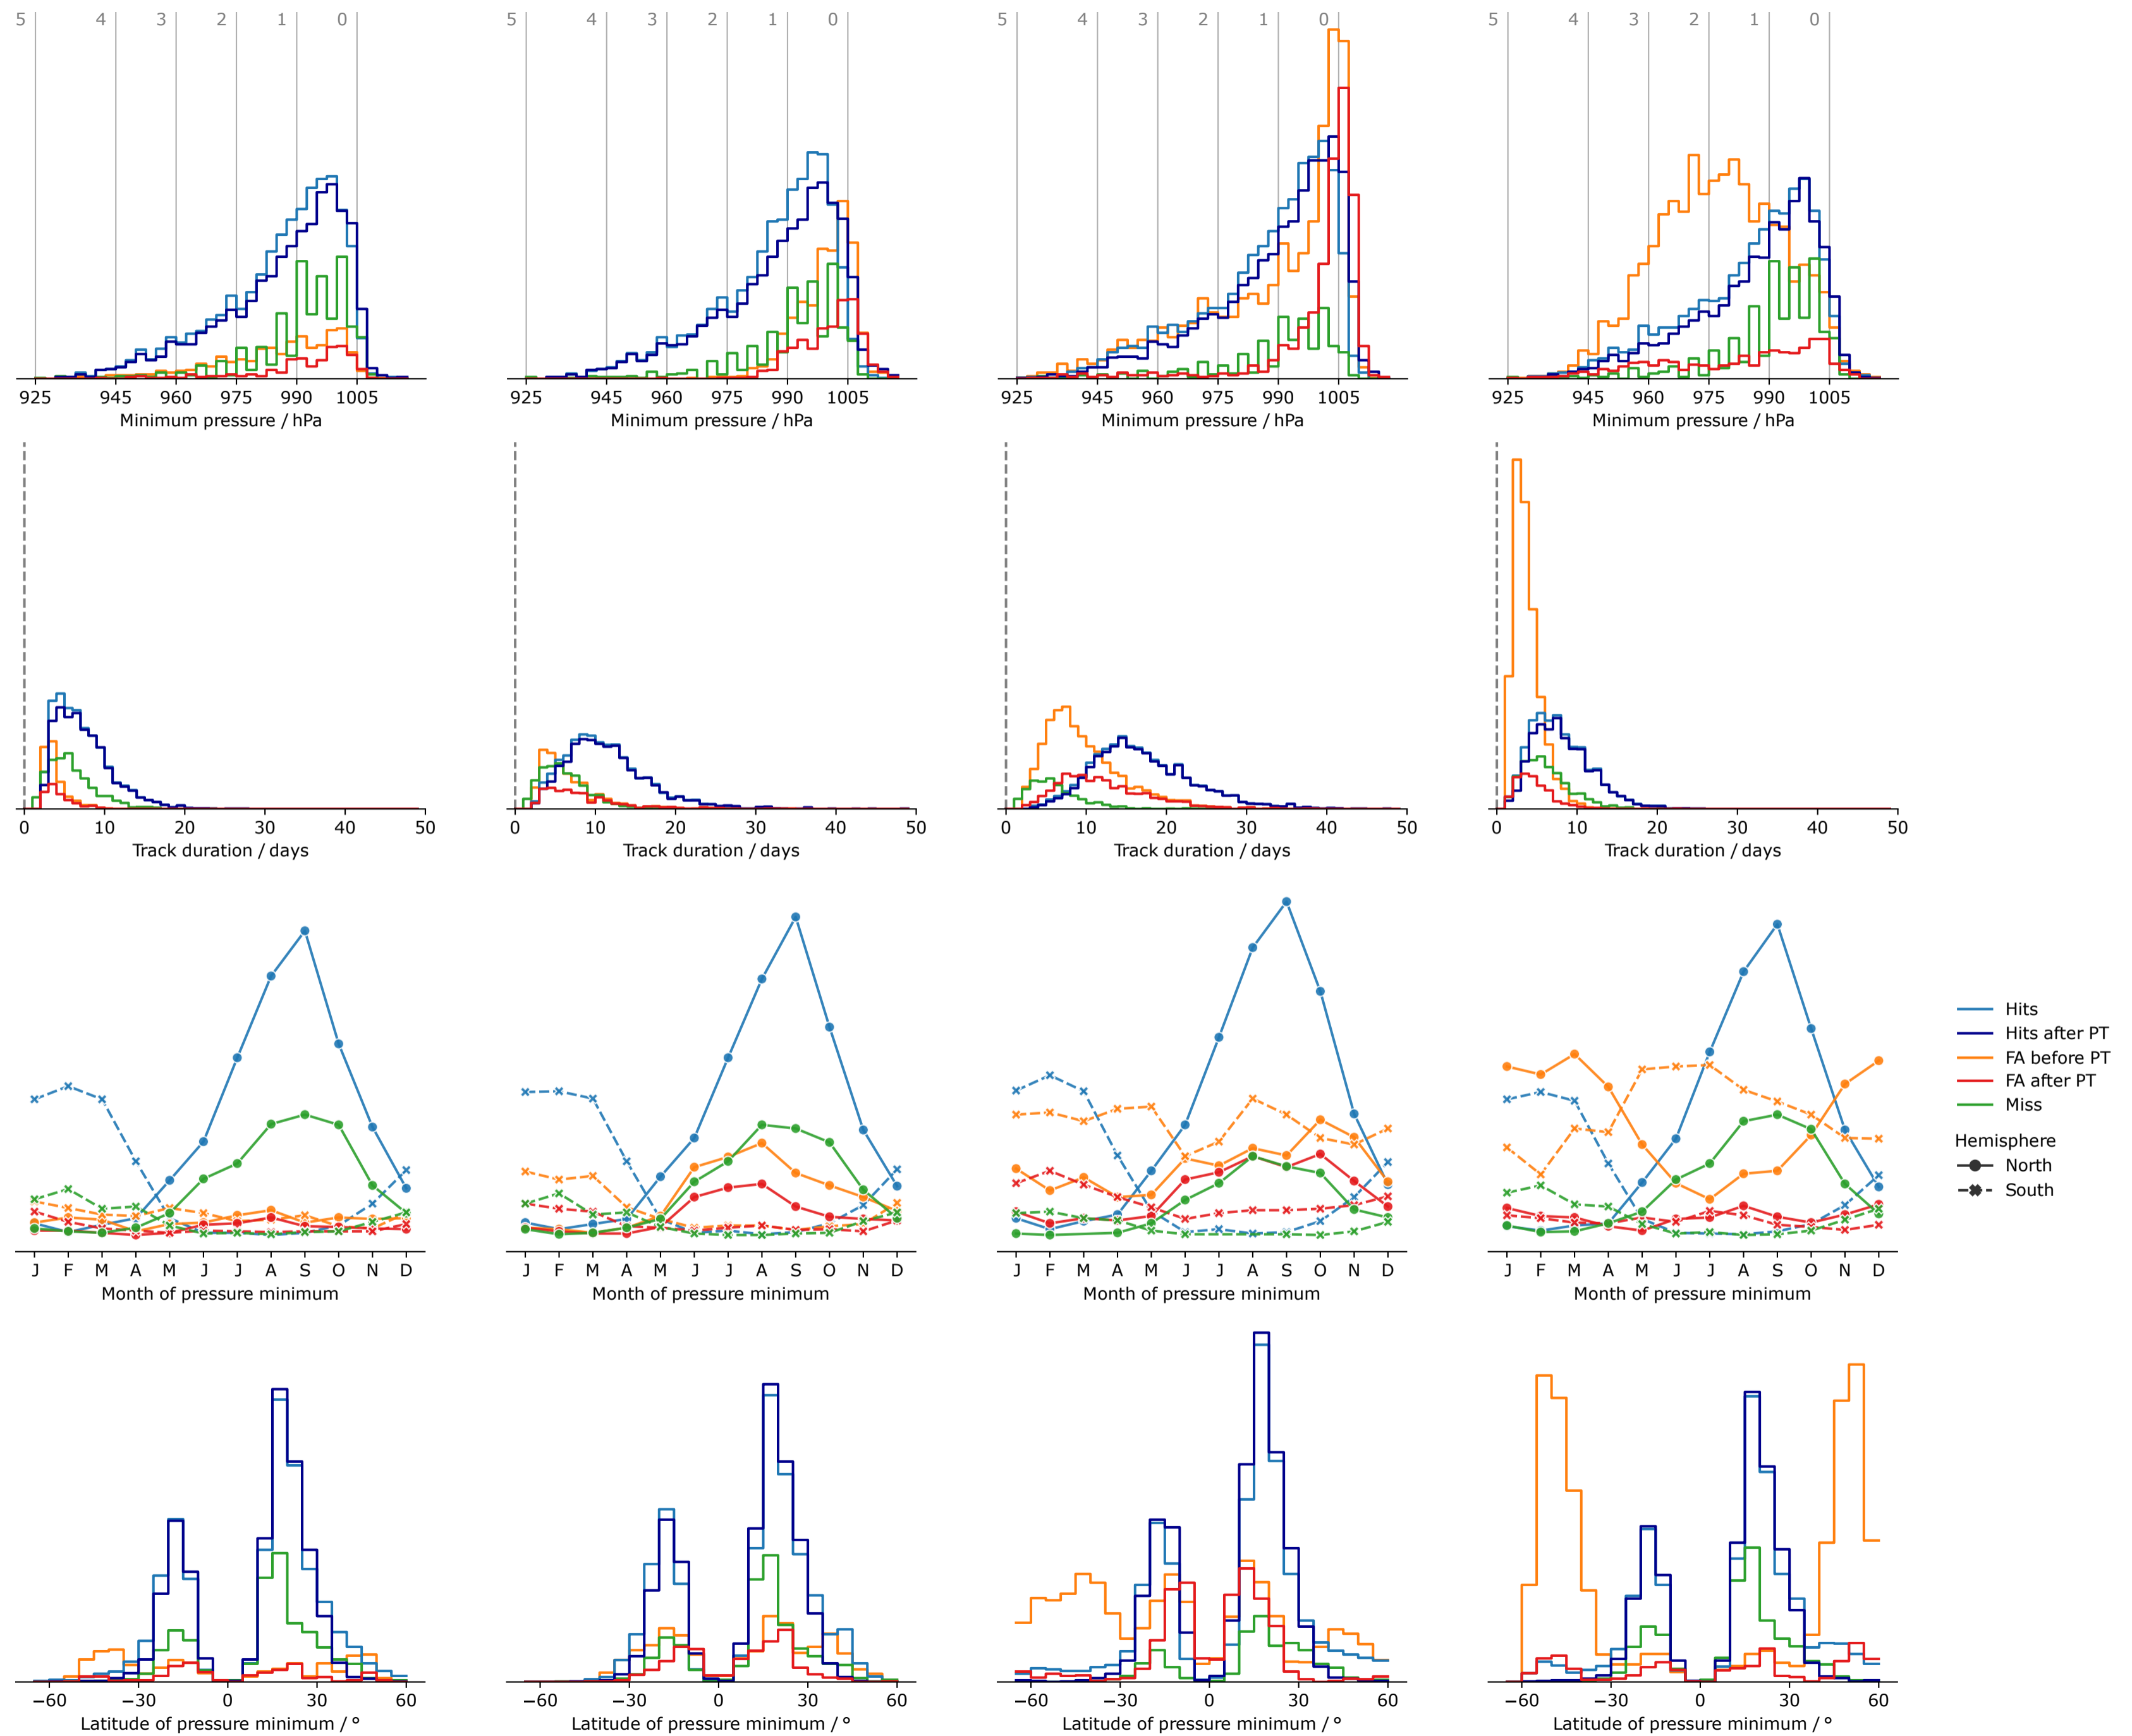 5 4 3 2 1 0 5 4 3 2 1 0 5 4 3 2 1 0 5 4 3 2 1 0
925 945 960 975 990 1005 925 945 960 975 990 1005 925 945 960 975 990 1005 925 945 960 975 990 1005
Minimum pressure / hPa Minimum pressure / hPa Minimum pressure / hPa Minimum pressure / hPa
0 10 20 30 40 50 0 10 20 30 40 50 0 10 20 30 40 50 0 10 20 30 40 50
Track duration / days Track duration / days Track duration / days Track duration / days
Hits
Hits after PT
FA before PT
FA after PT
Miss
Hemisphere
North
South
J F M A M J J A S O N D J F M A M J J A S O N D J F M A M J J A S O N D J F M A M J J A S O N D
Month of pressure minimum Month of pressure minimum Month of pressure minimum Month of pressure minimum
−60 −30 0 30 60 −60 −30 0 30 60 −60 −30 0 30 60 −60 −30 0 30 60
Latitude of pressure minimum / ° Latitude of pressure minimum / ° Latitude of pressure minimum / ° Latitude of pressure minimum / °